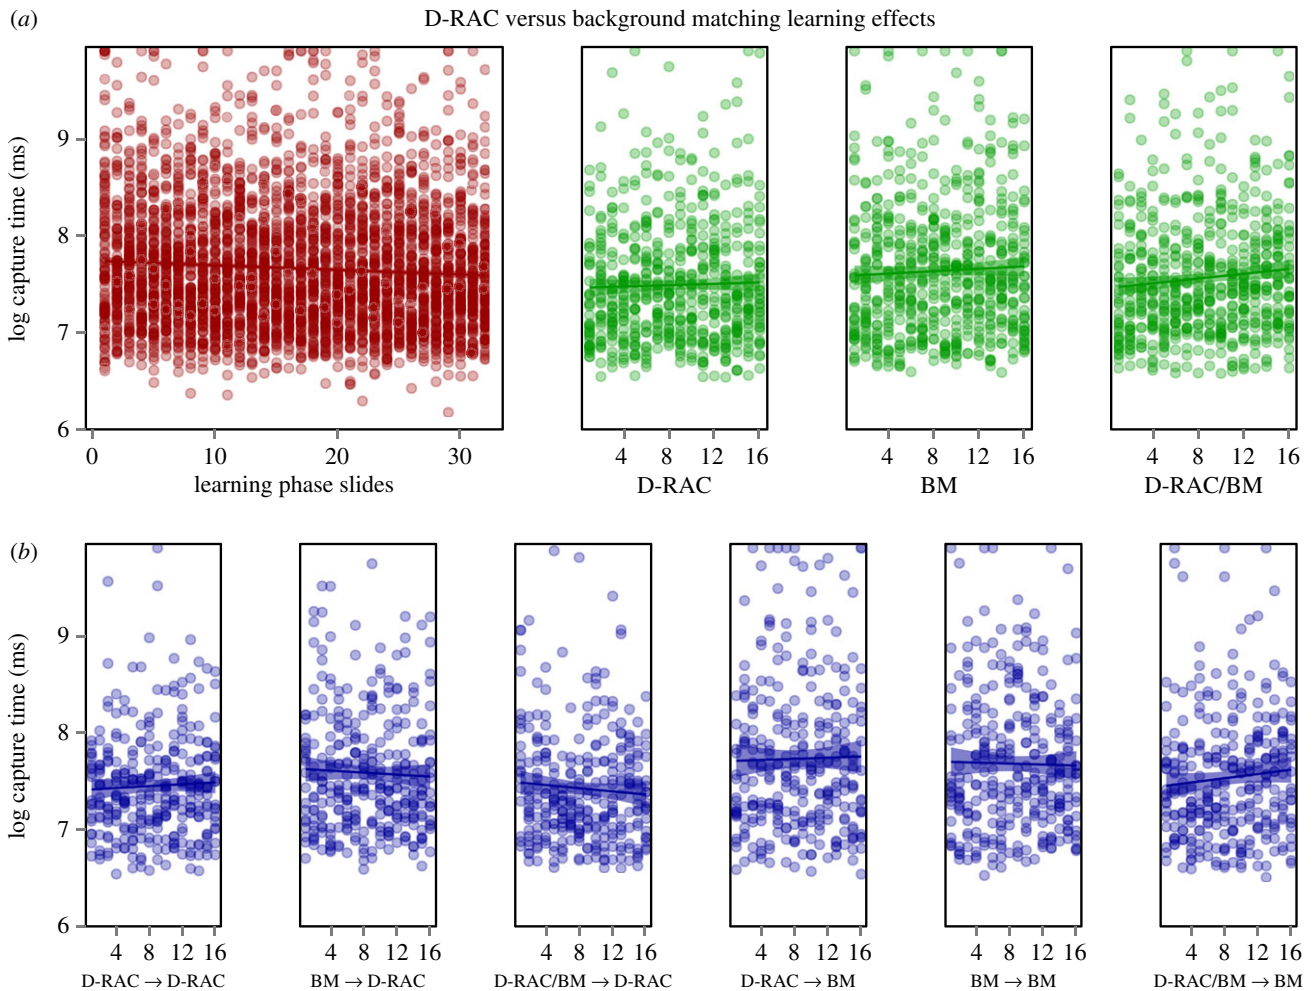 (a)
D-RAC versus background matching learning effects
log capture time (ms)
9
8
7
6
0 10 20 30
learning phase slides
4 8 12 16
D-RAC
4 8 12 16
BM
4 8 12 16
D-RAC/BM
(b)
log capture time (ms)
9
8
7
6
4 8 12 16
D-RAC → D-RAC
4 8 12 16
BM → D-RAC
4 8 12 16
D-RAC/BM → D-RAC
4 8 12 16
D-RAC → BM
4 8 12 16
BM → BM
4 8 12 16
D-RAC/BM → BM